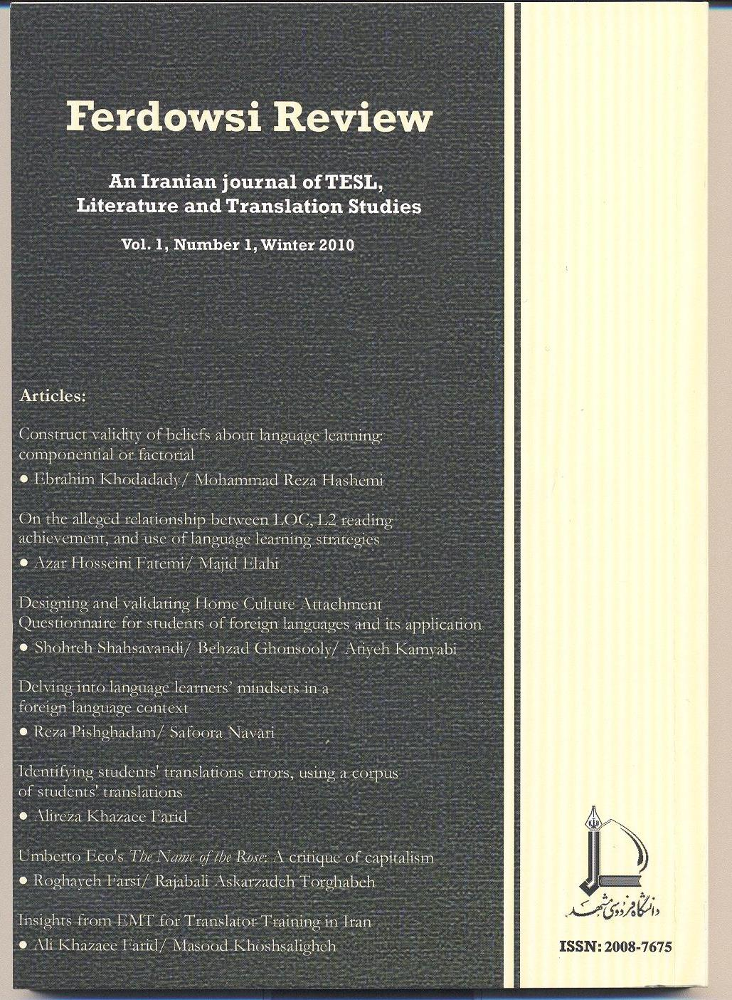 Ferdowsi Review
An Iranian journal of TESL,
Literature and Translation Studies
Vol. 1, Number 1, Winter 2010
Articles:
Construct validity of beliefs about language learning:
componential or factorial
● Ebrahim Khodadady/ Mohammad Reza Hashemi
On the alleged relationship between LOC, L2 reading
achievement, and use of language learning strategies
● Azar Hosseini Fatemi/ Majid Elahi
Designing and validating Home Culture Attachment
Questionnaire for students of foreign languages and its application
● Shohreh Shahsavandi/ Behzad Ghonsooly/ Atiyeh Kamyabi
Delving into language learners’ mindsets in a
foreign language context
● Reza Pishghadam/ Safoora Navari
Identifying students' translations errors, using a corpus
of students' translations
● Alireza Khazaee Farid
Umberto Eco's The Name of the Rose: A critique of capitalism
● Roghayeh Farsi/ Rajabali Askarzadeh Torghabeh
Insights from EMT for Translator Training in Iran
● Ali Khazaee Farid/ Masood Khoshsaligheh
دانشگاه فردوسی مشهد
ISSN: 2008-7675